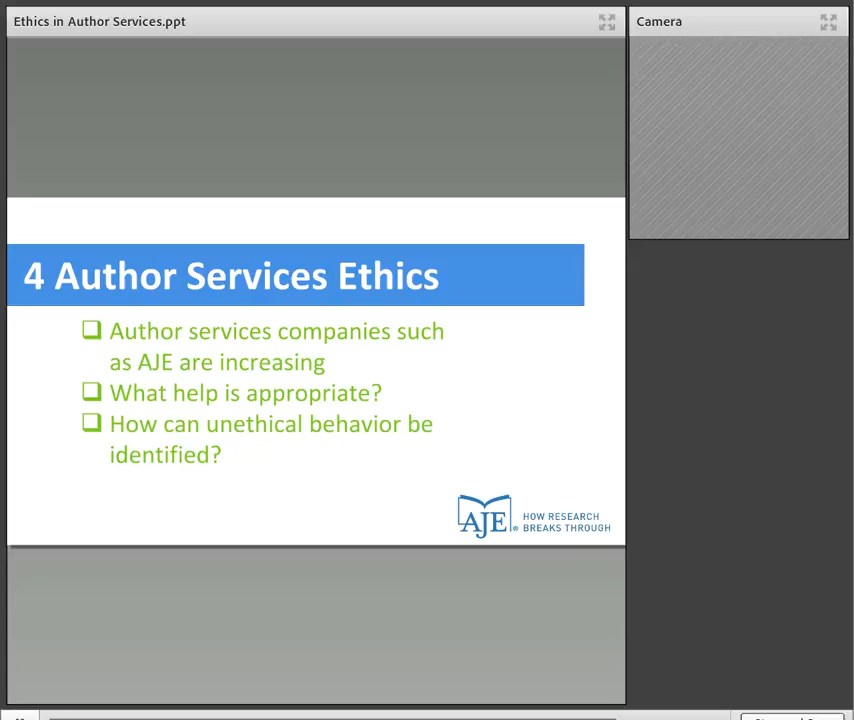 Ethics in Author Services.ppt
Camera
4 Author Services Ethics
Author services companies such
as AJE are increasing
What help is appropriate?
How can unethical behavior be
identified?
AJE® HOW RESEARCH
BREAKS THROUGH